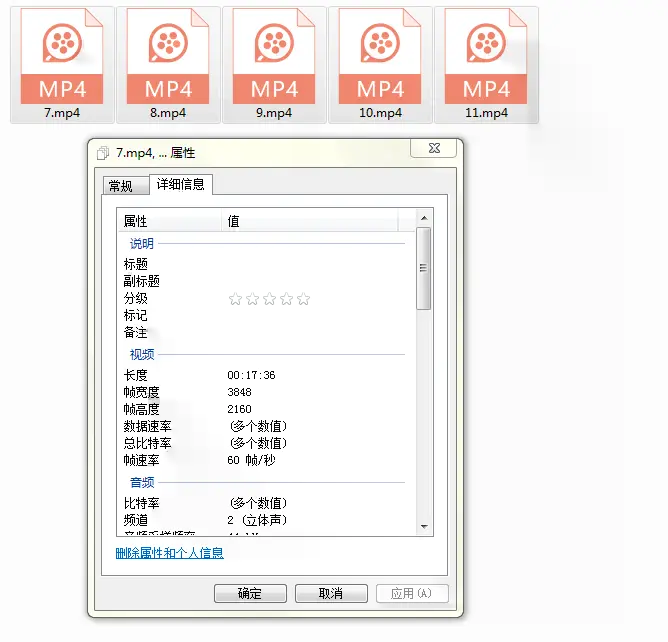 MP4 MP4 MP4 MP4 MP4
7.mp4 8.mp4 9.mp4 10.mp4 11.mp4
7.mp4, ... 属性
常规 详细信息
属性 值
说明
标题
副标题
分级
标记
备注
视频
长度 00:17:36
帧宽度 3848
帧高度 2160
数据速率 (多个数值)
总比特率 (多个数值)
帧速率 60 帧/秒
音频
比特率 (多个数值)
频道 2 (立体声)
删除属性和个人信息
确定 取消 应用(A)